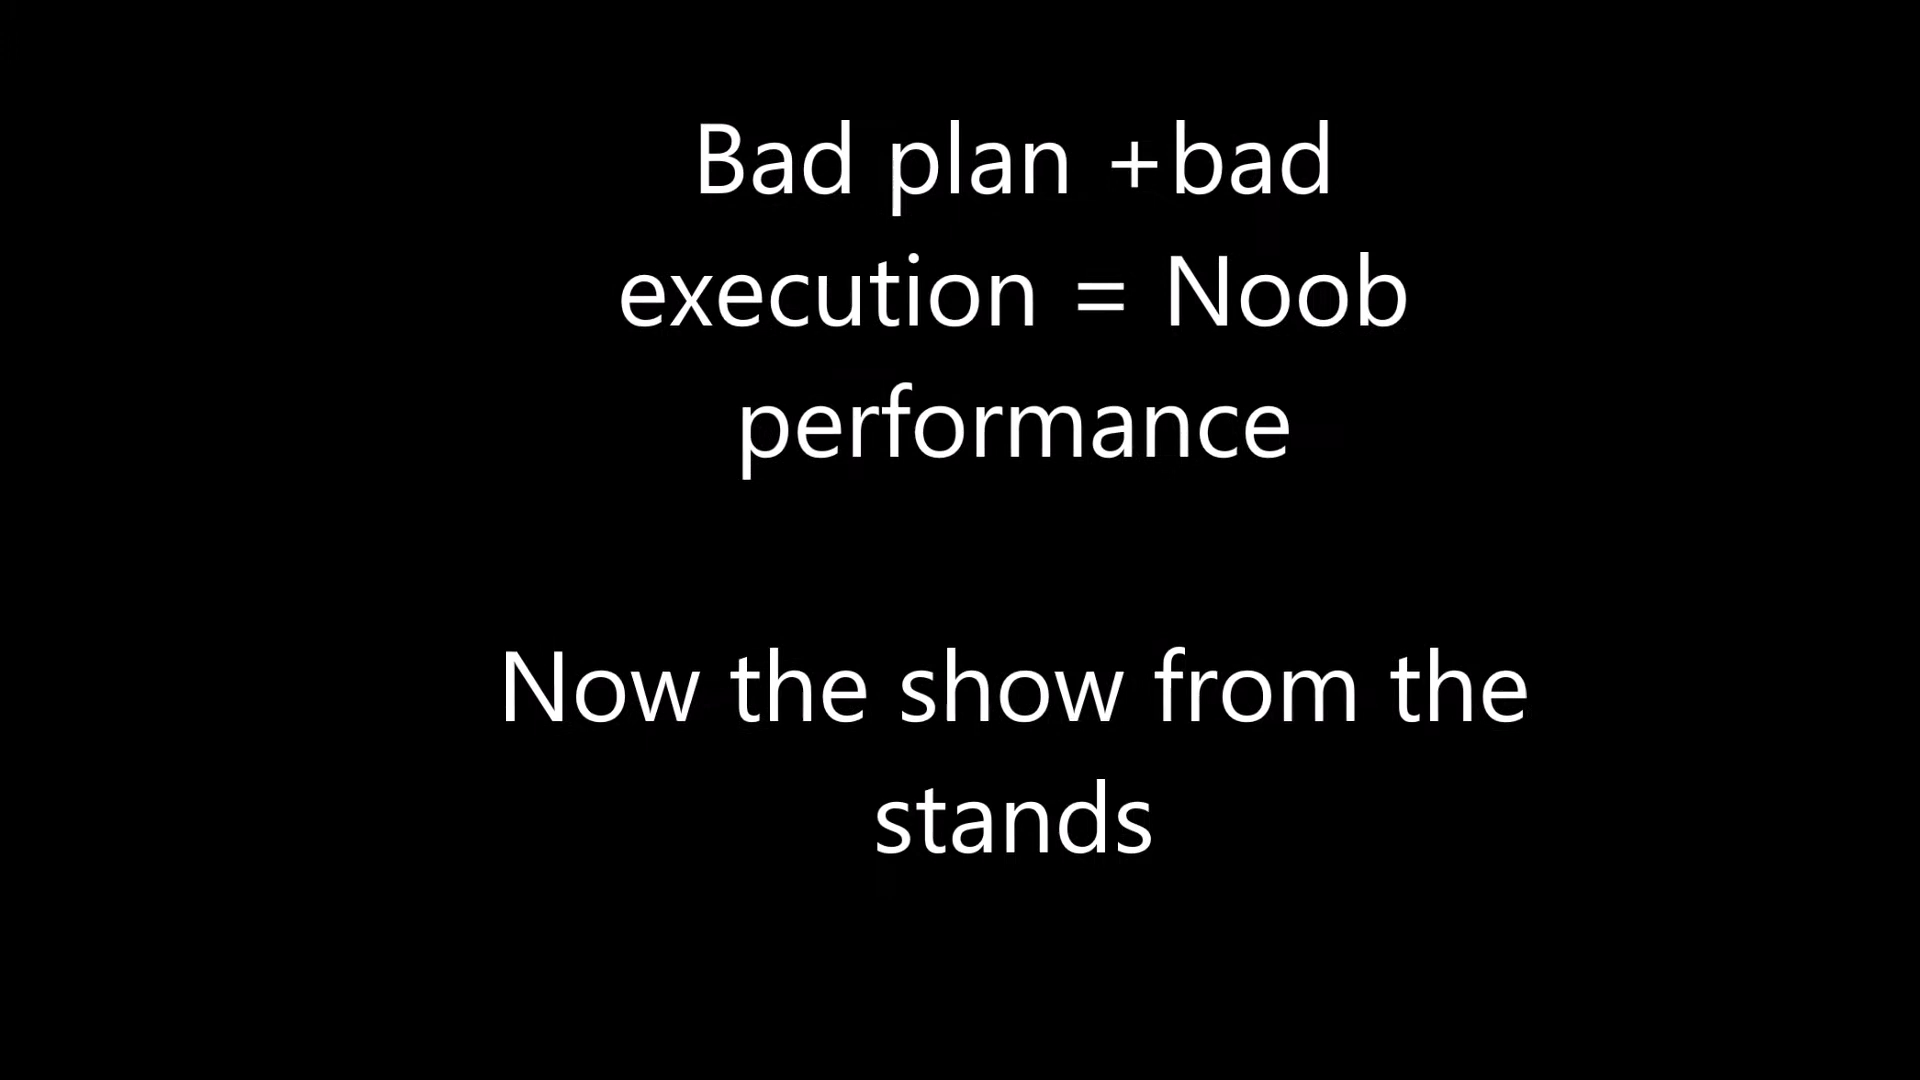 Bad plan +bad
execution = Noob
performance
Now the show from the
stands